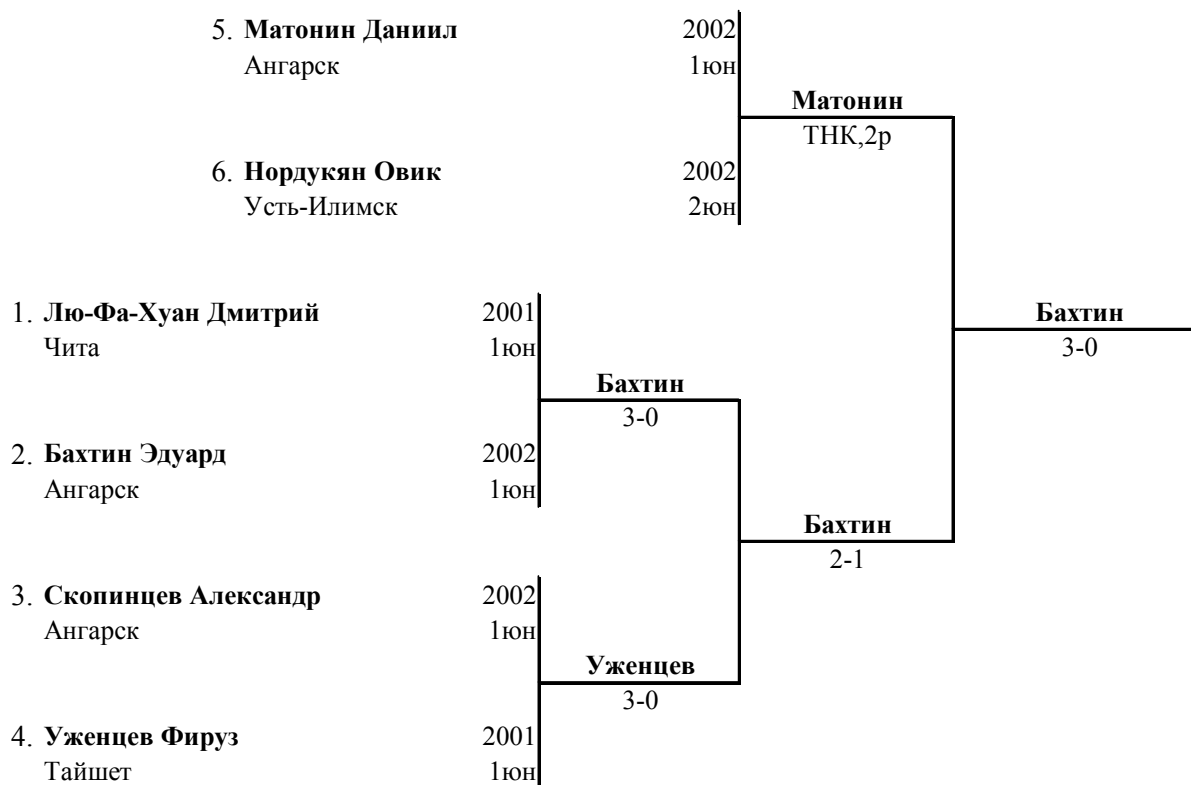 5. Матонин Даниил 2002
Ангарск 1юн
Матонин
ТНК,2р
6. Нордукян Овик 2002
Усть-Илимск 2юн
1. Лю-Фа-Хуан Дмитрий 2001
Чита 1юн
Бахтин
3-0
Бахтин
3-0
2. Бахтин Эдуард 2002
Ангарск 1юн
Бахтин
2-1
3. Скопинцев Александр 2002
Ангарск 1юн
Уженцев
3-0
4. Уженцев Фируз 2001
Тайшет 1юн